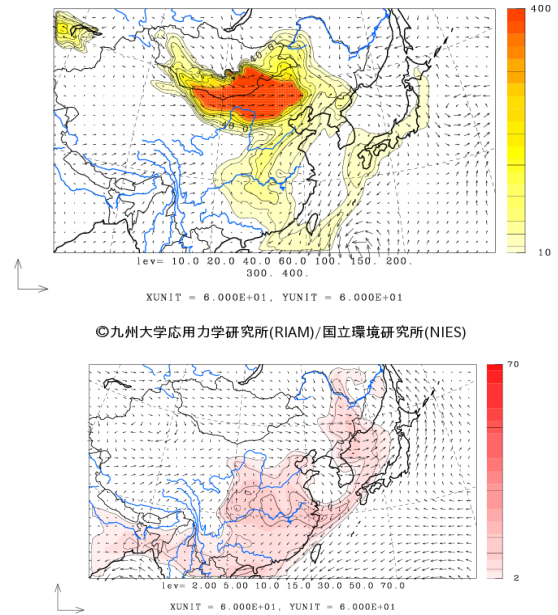 400
10
lev= 10.0 20.0 40.0 60.0 80.0 100. 150. 200.
300. 400.
XUNIT = 6.000E+01, YUNIT = 6.000E+01
©九州大学応用力学研究所(RIAM)/国立環境研究所(NIES)
70
2
lev= 2.00 5.00 10.0 15.0 30.0 50.0 70.0
XUNIT = 6.000E+01, YUNIT = 6.000E+01